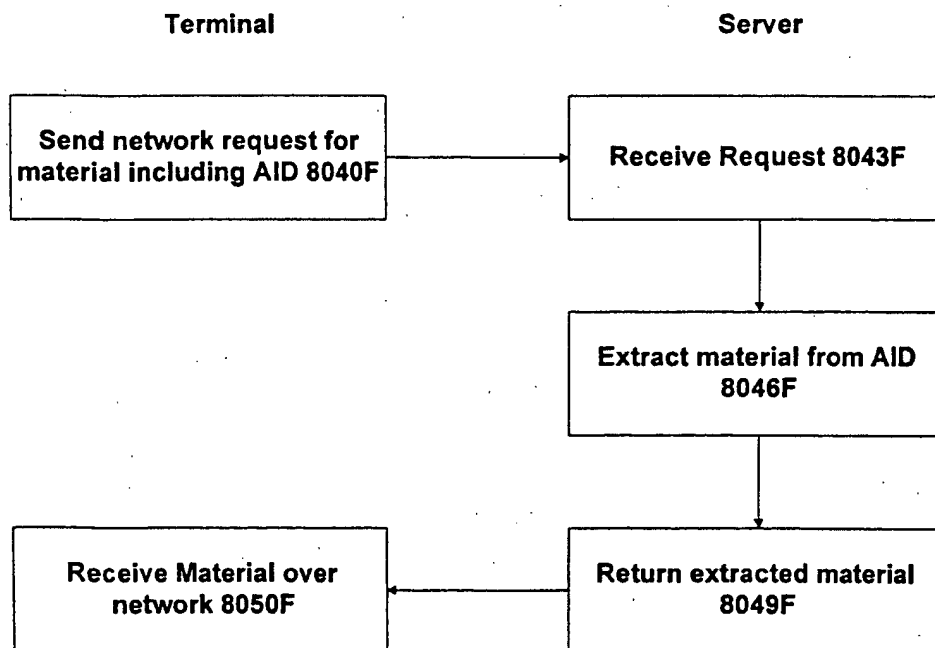 Terminal
Server
Send network request for
material including AID 8040F
Receive Request 8043F
Extract material from AID
8046F
Receive Material over
network 8050F
Return extracted material
8049F